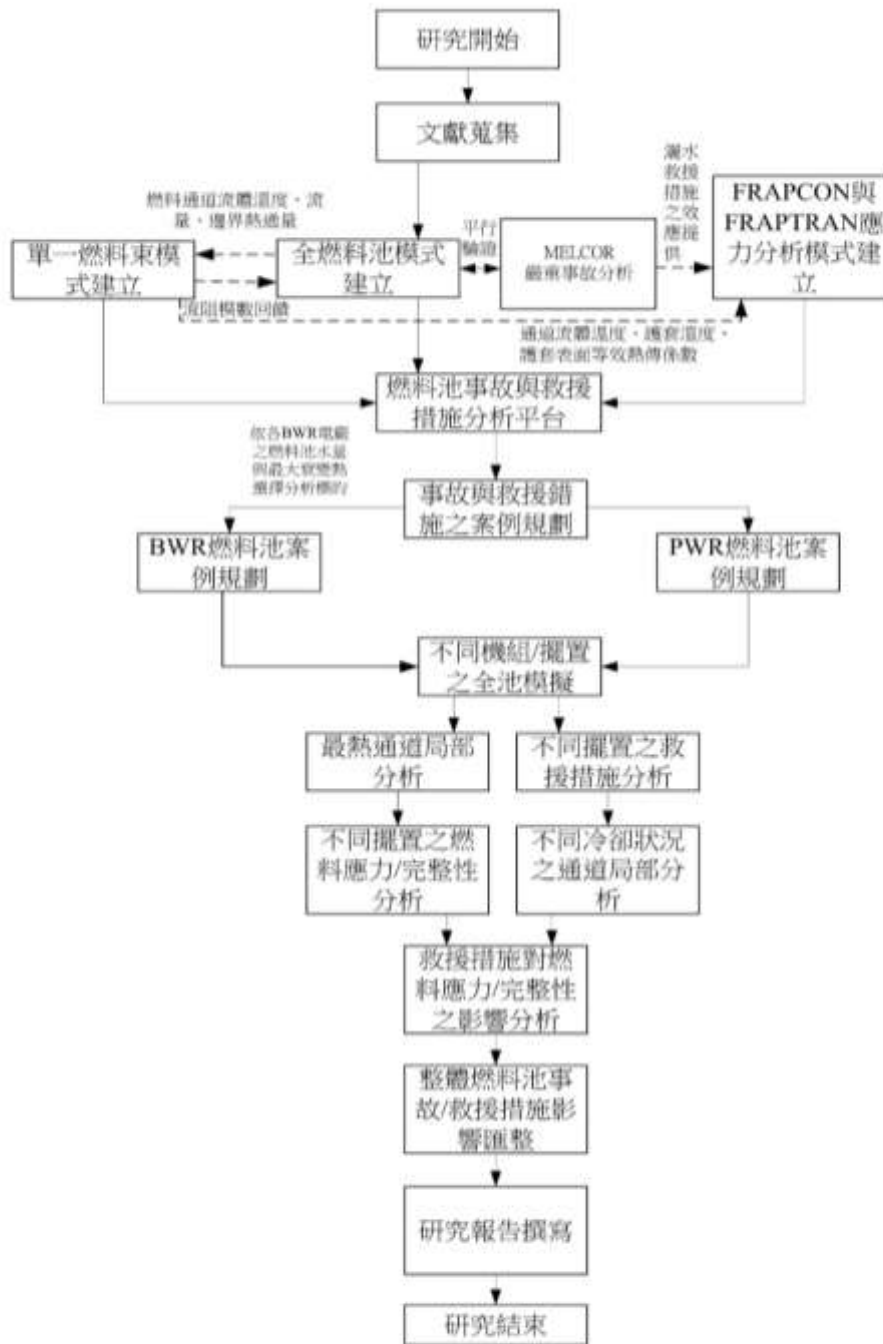 研究開始
文獻蒐集
燃料通道流體溫度、流
量、邊界熱通量
單一燃料束模
式建立
全燃料池模式
建立
平行
驗證
MELCOR
嚴重事故分析
灑水
救援
措施
之效
應提
供
FRAPCON與
FRAPTRAN應
力分析模式建
立
流阻模數回饋
通道流體溫度、護套溫度、
護套表面等效熱傳係數
燃料池事故與救援
措施分析平台
依各BWR電廠
之燃料池水量
與最大衰變熱
選擇分析標的
事故與救援措
施之案例規劃
BWR燃料池案
例規劃
PWR燃料池案
例規劃
不同機組/擺置
之全池模擬
最熱通道局部
分析
不同擺置之救
援措施分析
不同擺置之燃
料應力/完整性
分析
不同冷卻狀況
之通道局部分
析
救援措施對燃
料應力/完整性
之影響分析
整體燃料池事
故/救援措施影
響匯整
研究報告撰寫
研究結束